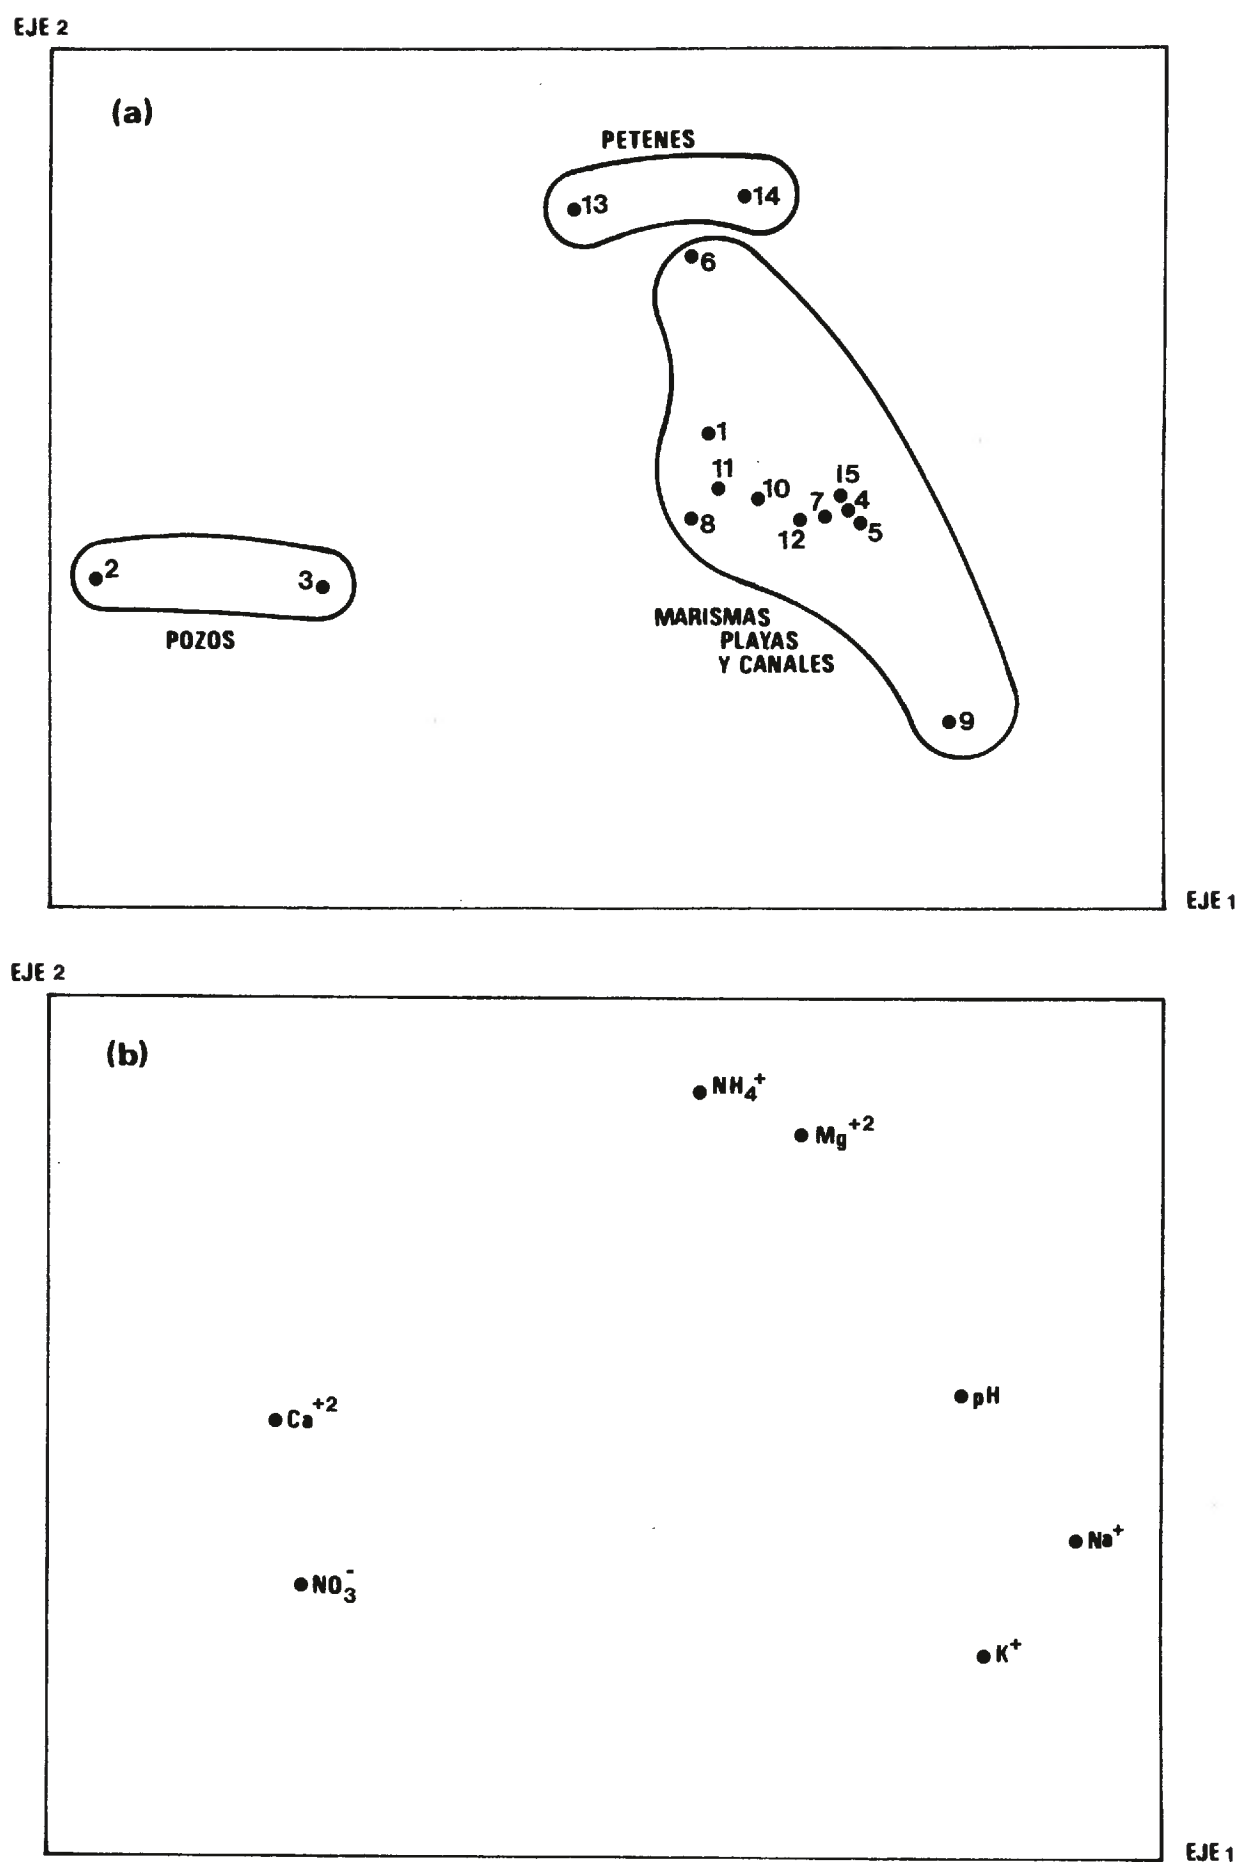 EJE 2
(a)
PETENES
13
14
6
1
11
10
15
4
7
8
12
5
2
3
POZOS
MARISMAS
PLAYAS
Y CANALES
9
EJE 1
EJE 2
(b)
NH₄⁺
Mg⁺²
Ca⁺²
pH
Na⁺
NO₃⁻
K⁺
EJE 1